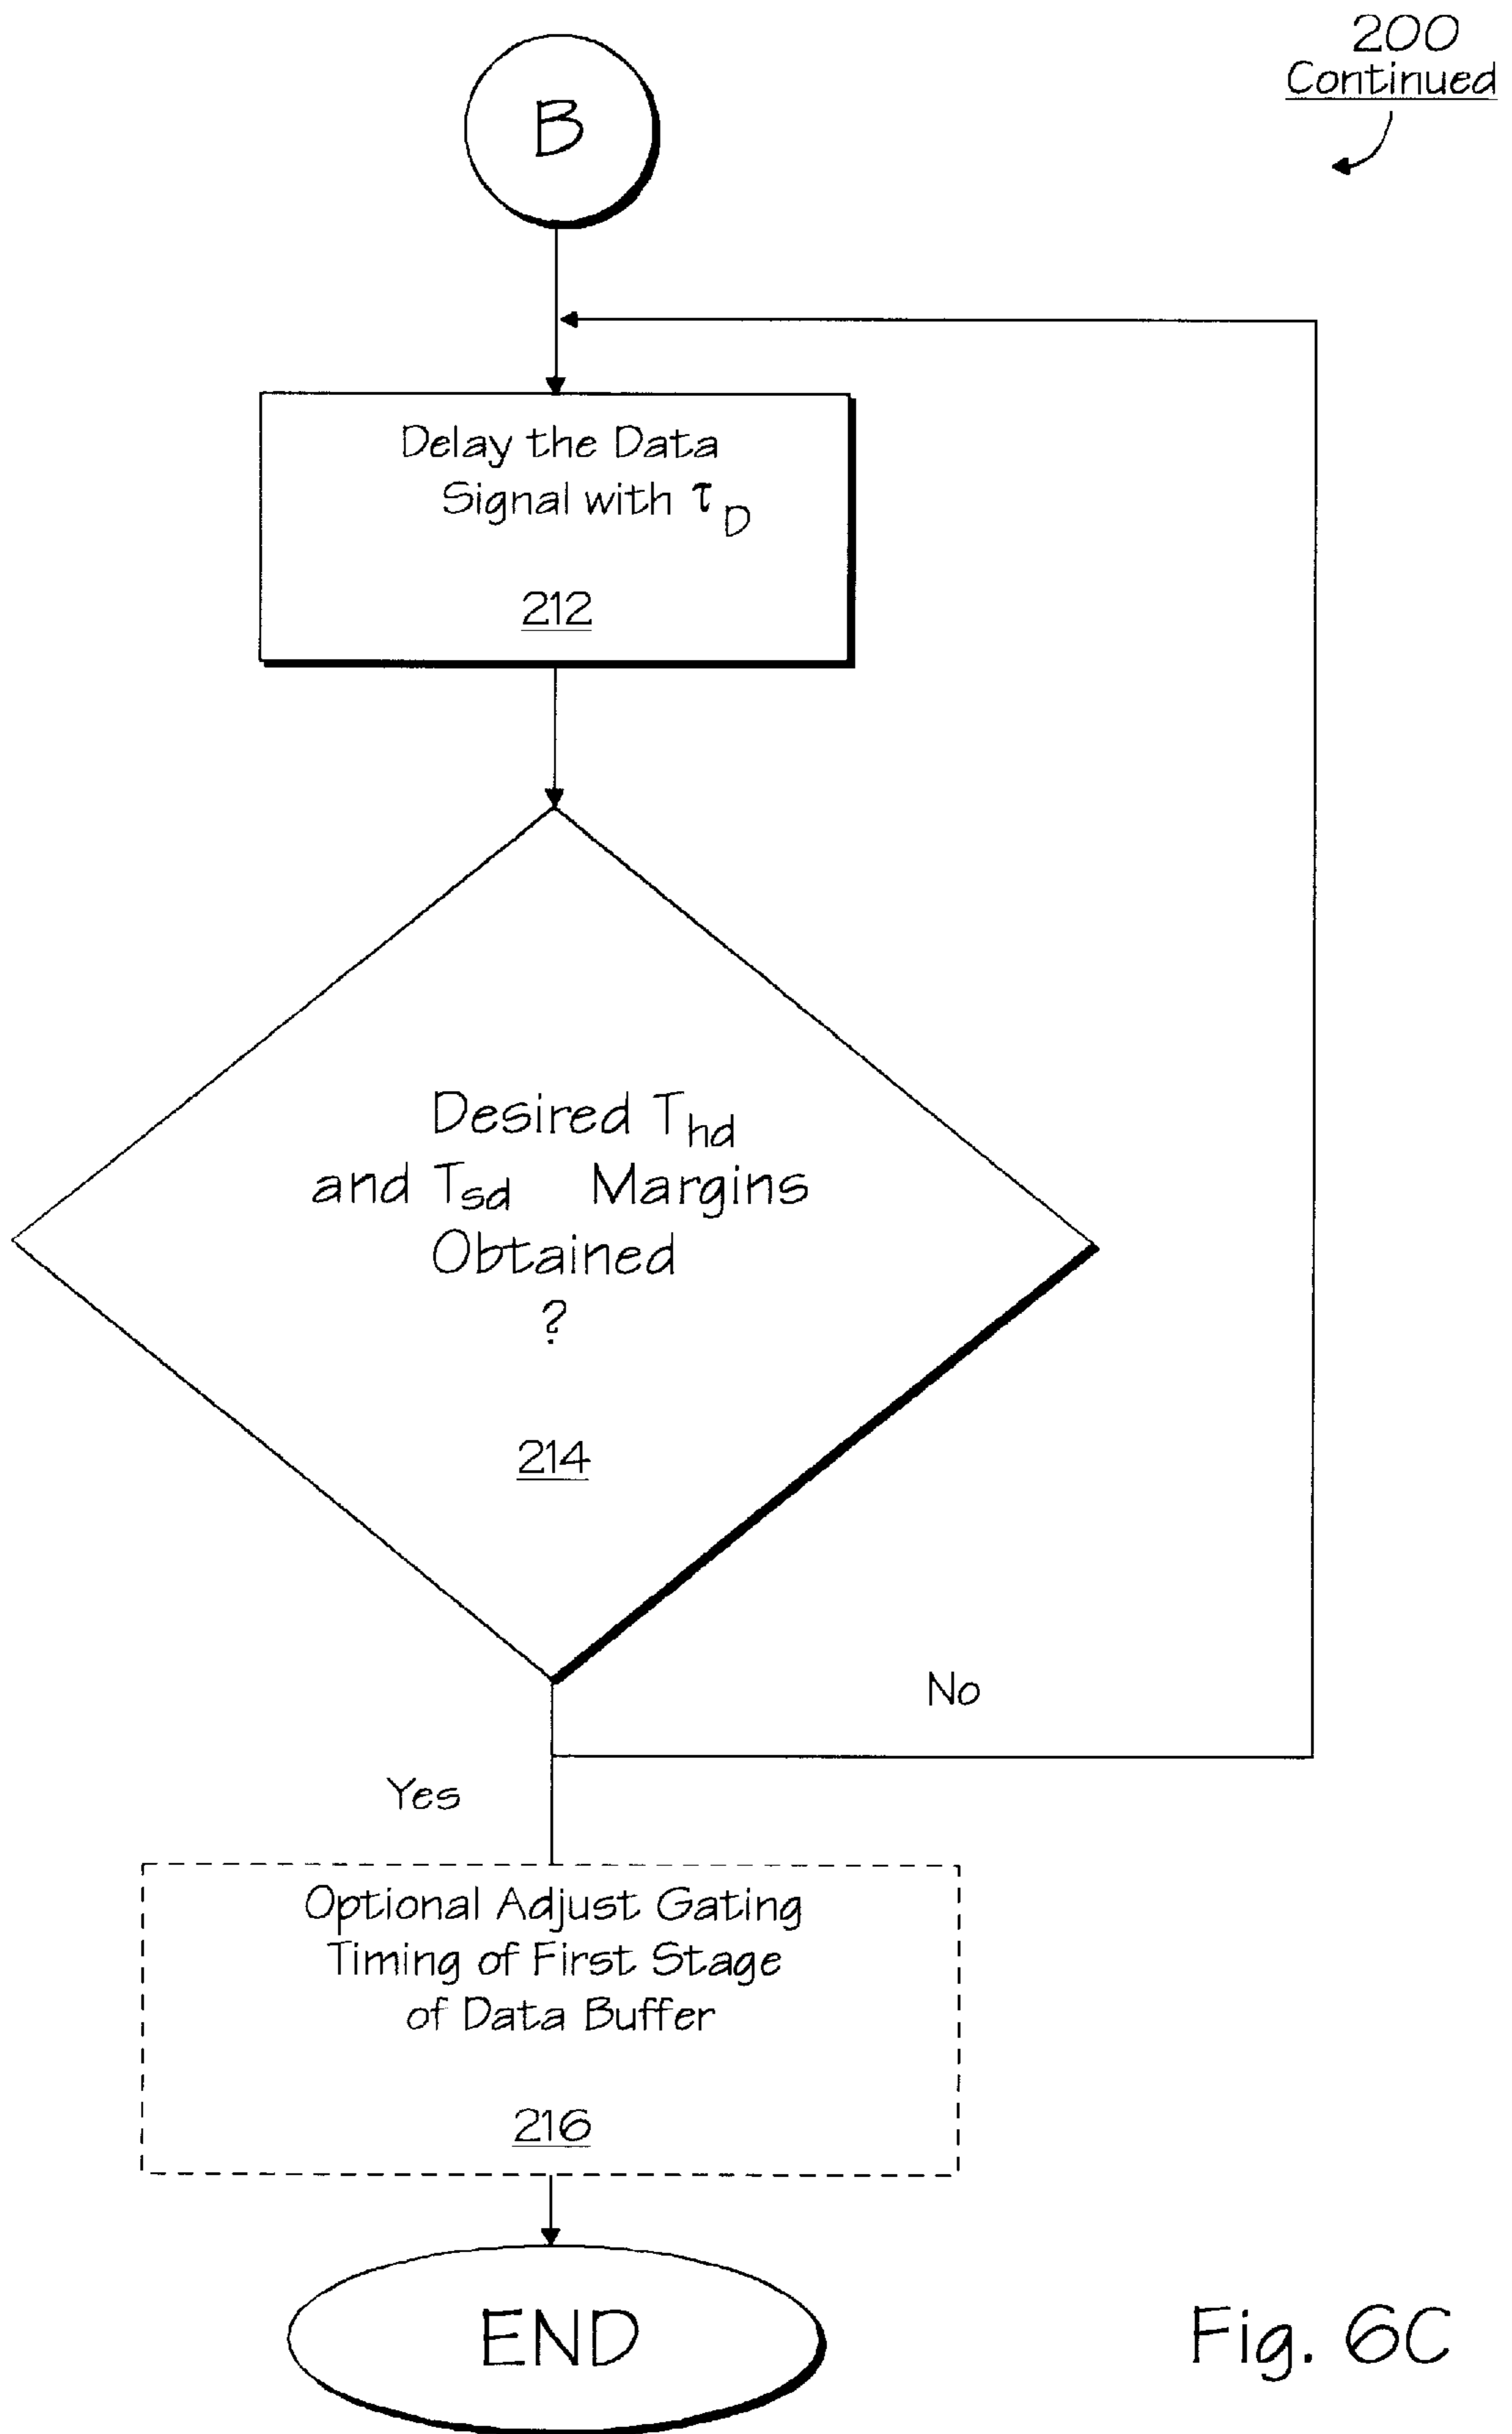 200
Continued
B
Delay the Data
Signal with τD
212
Desired Thd
and Tsd Margins
Obtained
?
214
No
Yes
Optional Adjust Gating
Timing of First Stage
of Data Buffer
216
END
Fig. 6C